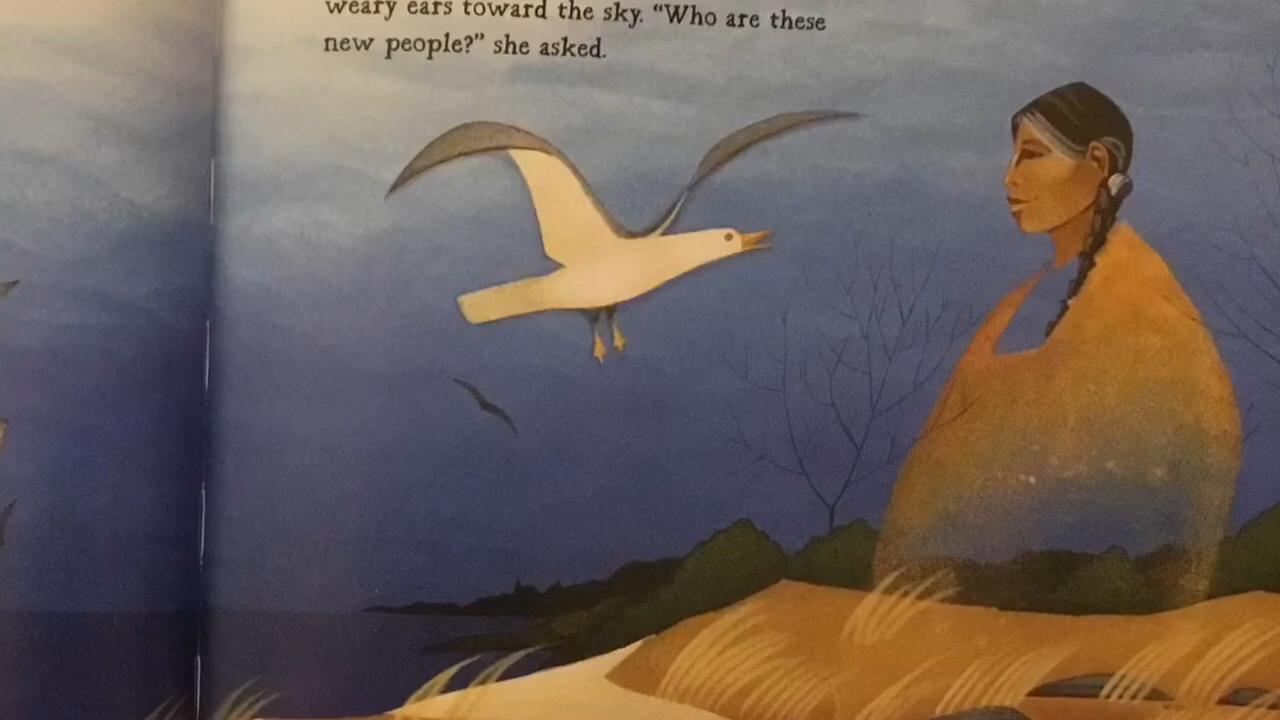 weary ears toward the sky. “Who are these
new people?” she asked.